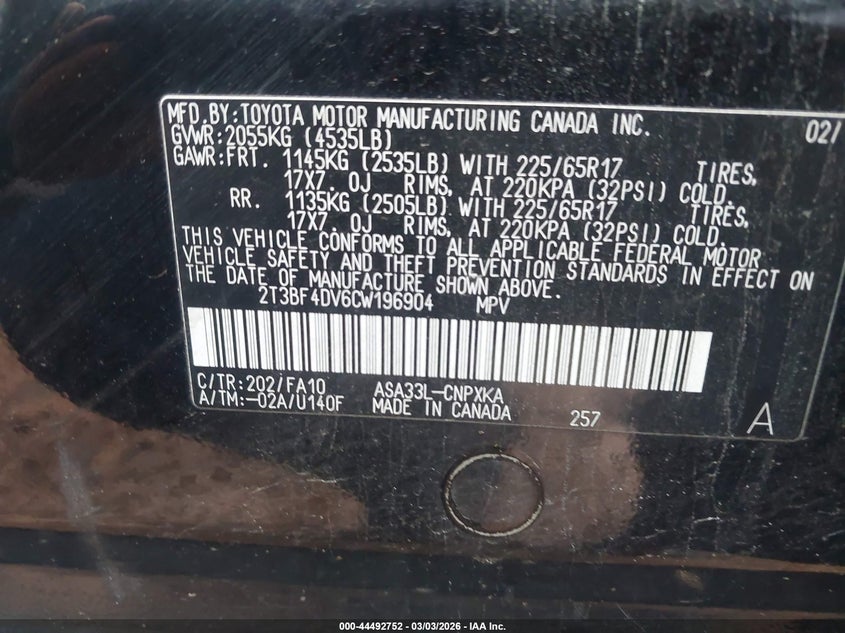 MFD.BY:TOYOTA MOTOR MANUFACTURING CANADA INC. 02/
GVWR:2055KG (4535LB)
GAWR:FRT. 1145KG (2535LB) WITH 225/65R17 TIRES,
17X7.0J RIMS, AT 220KPA (32PSI) COLD.
RR. 1135KG (2505LB) WITH 225/65R17 TIRES,
17X7.0J RIMS, AT 220KPA (32PSI) COLD.
THIS VEHICLE CONFORMS TO ALL APPLICABLE FEDERAL MOTOR
VEHICLE SAFETY AND THEFT PREVENTION STANDARDS IN EFFECT ON
THE DATE OF MANUFACTURE SHOWN ABOVE.
2T3BF4DV6CW196904 MPV
C/TR:202/FA10 ASA33L-CNPXKA
A/TM:-02A/U140F MADE IN CANADA 257 A
000-44492752 | 03/03/2026 - IAA Inc.